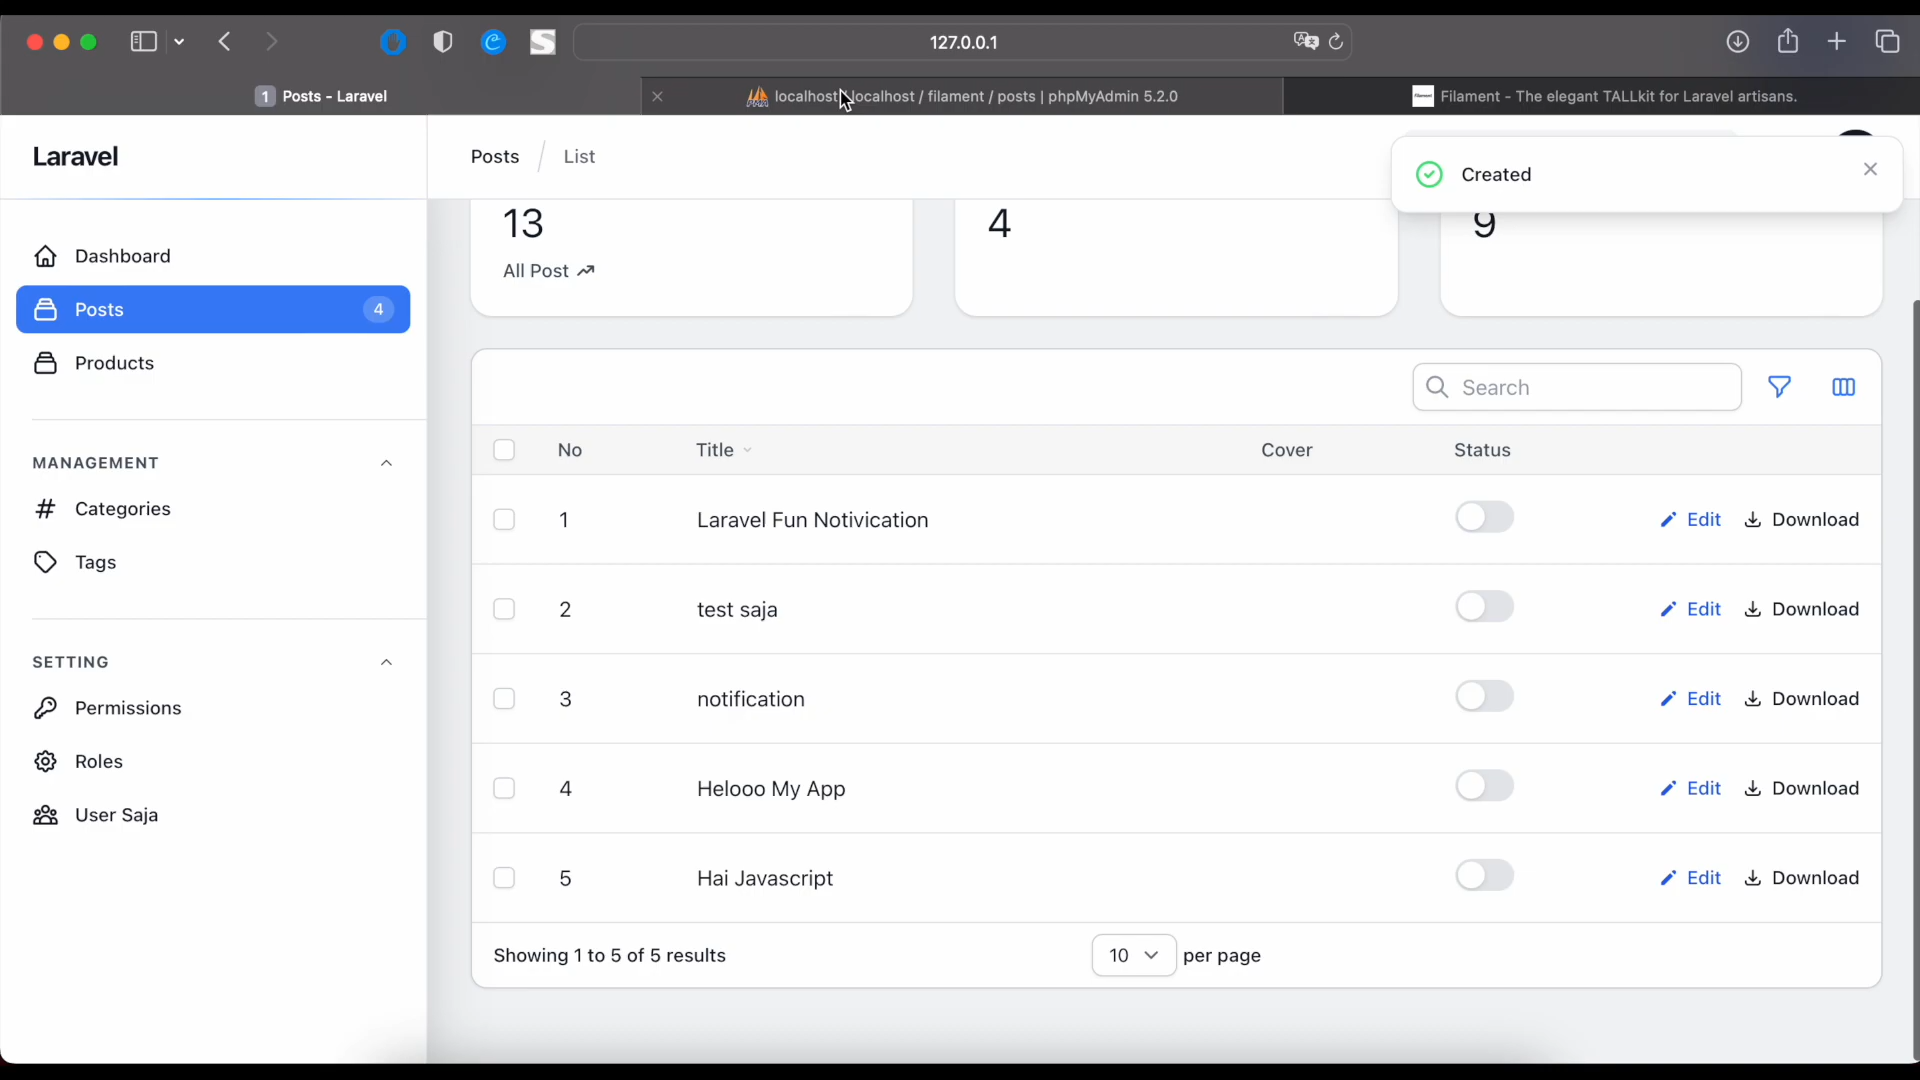 127.0.0.1
1 Posts - Laravel
localhost / localhost / filament / posts | phpMyAdmin 5.2.0
Filament - The elegant TALLkit for Laravel artisans.
Laravel
Posts
List
Created
13
4
9
All Post
Dashboard
Posts 4
Products
MANAGEMENT
Categories
Tags
SETTING
Permissions
Roles
User Saja
Search
No Title Cover Status
1 Laravel Fun Notivication Edit Download
2 test saja Edit Download
3 notification Edit Download
4 Helooo My App Edit Download
5 Hai Javascript Edit Download
Showing 1 to 5 of 5 results
10 per page